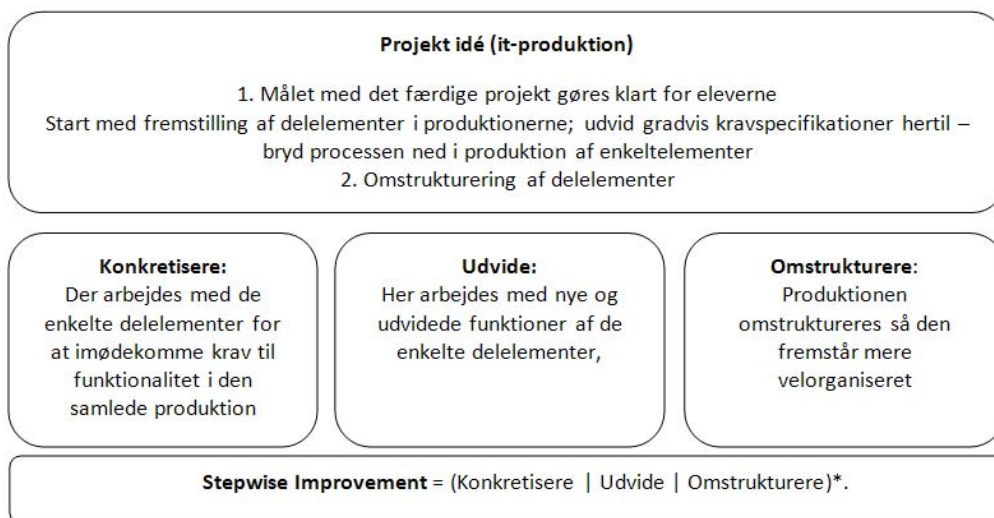 Projekt idé (it-produktion)
1. Målet med det færdige projekt gøres klart for eleverne
Start med fremstilling af delelementer i produktionerne; udvid gradvis kravspecifikationer hertil –
bryd processen ned i produktion af enkeltelementer
2. Omstrukturering af delelementer
Konkretisere:
Der arbejdes med de
enkelte delelementer for
at imødekomme krav til
funktionalitet i den
samlede produktion
Udvide:
Her arbejdes med nye og
udvidede funktioner af de
enkelte delelementer,
Omstrukturere:
Produktionen
omstruktureres så den
fremstår mere
velorganiseret
Stepwise Improvement = (Konkretisere | Udvide | Omstrukturere)*.